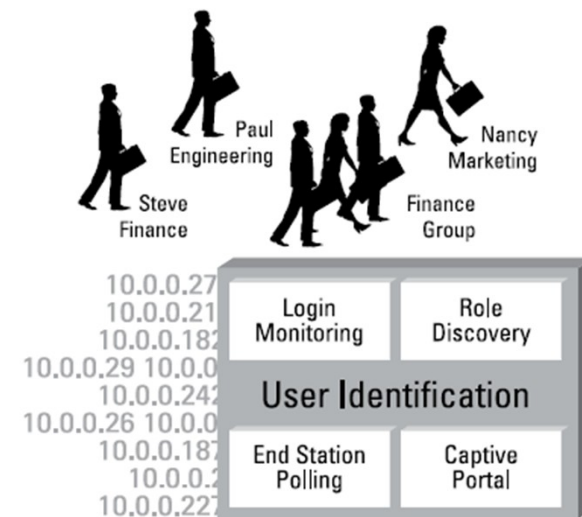 Paul
Engineering
Nancy
Marketing
Steve
Finance
Finance
Group
10.0.0.27
10.0.0.21
10.0.0.182
10.0.0.29 10.0.0
10.0.0.242
10.0.0.26 10.0.0
10.0.0.187
10.0.0.2
10.0.0.227
Login
Monitoring
Role
Discovery
User Identification
End Station
Polling
Captive
Portal